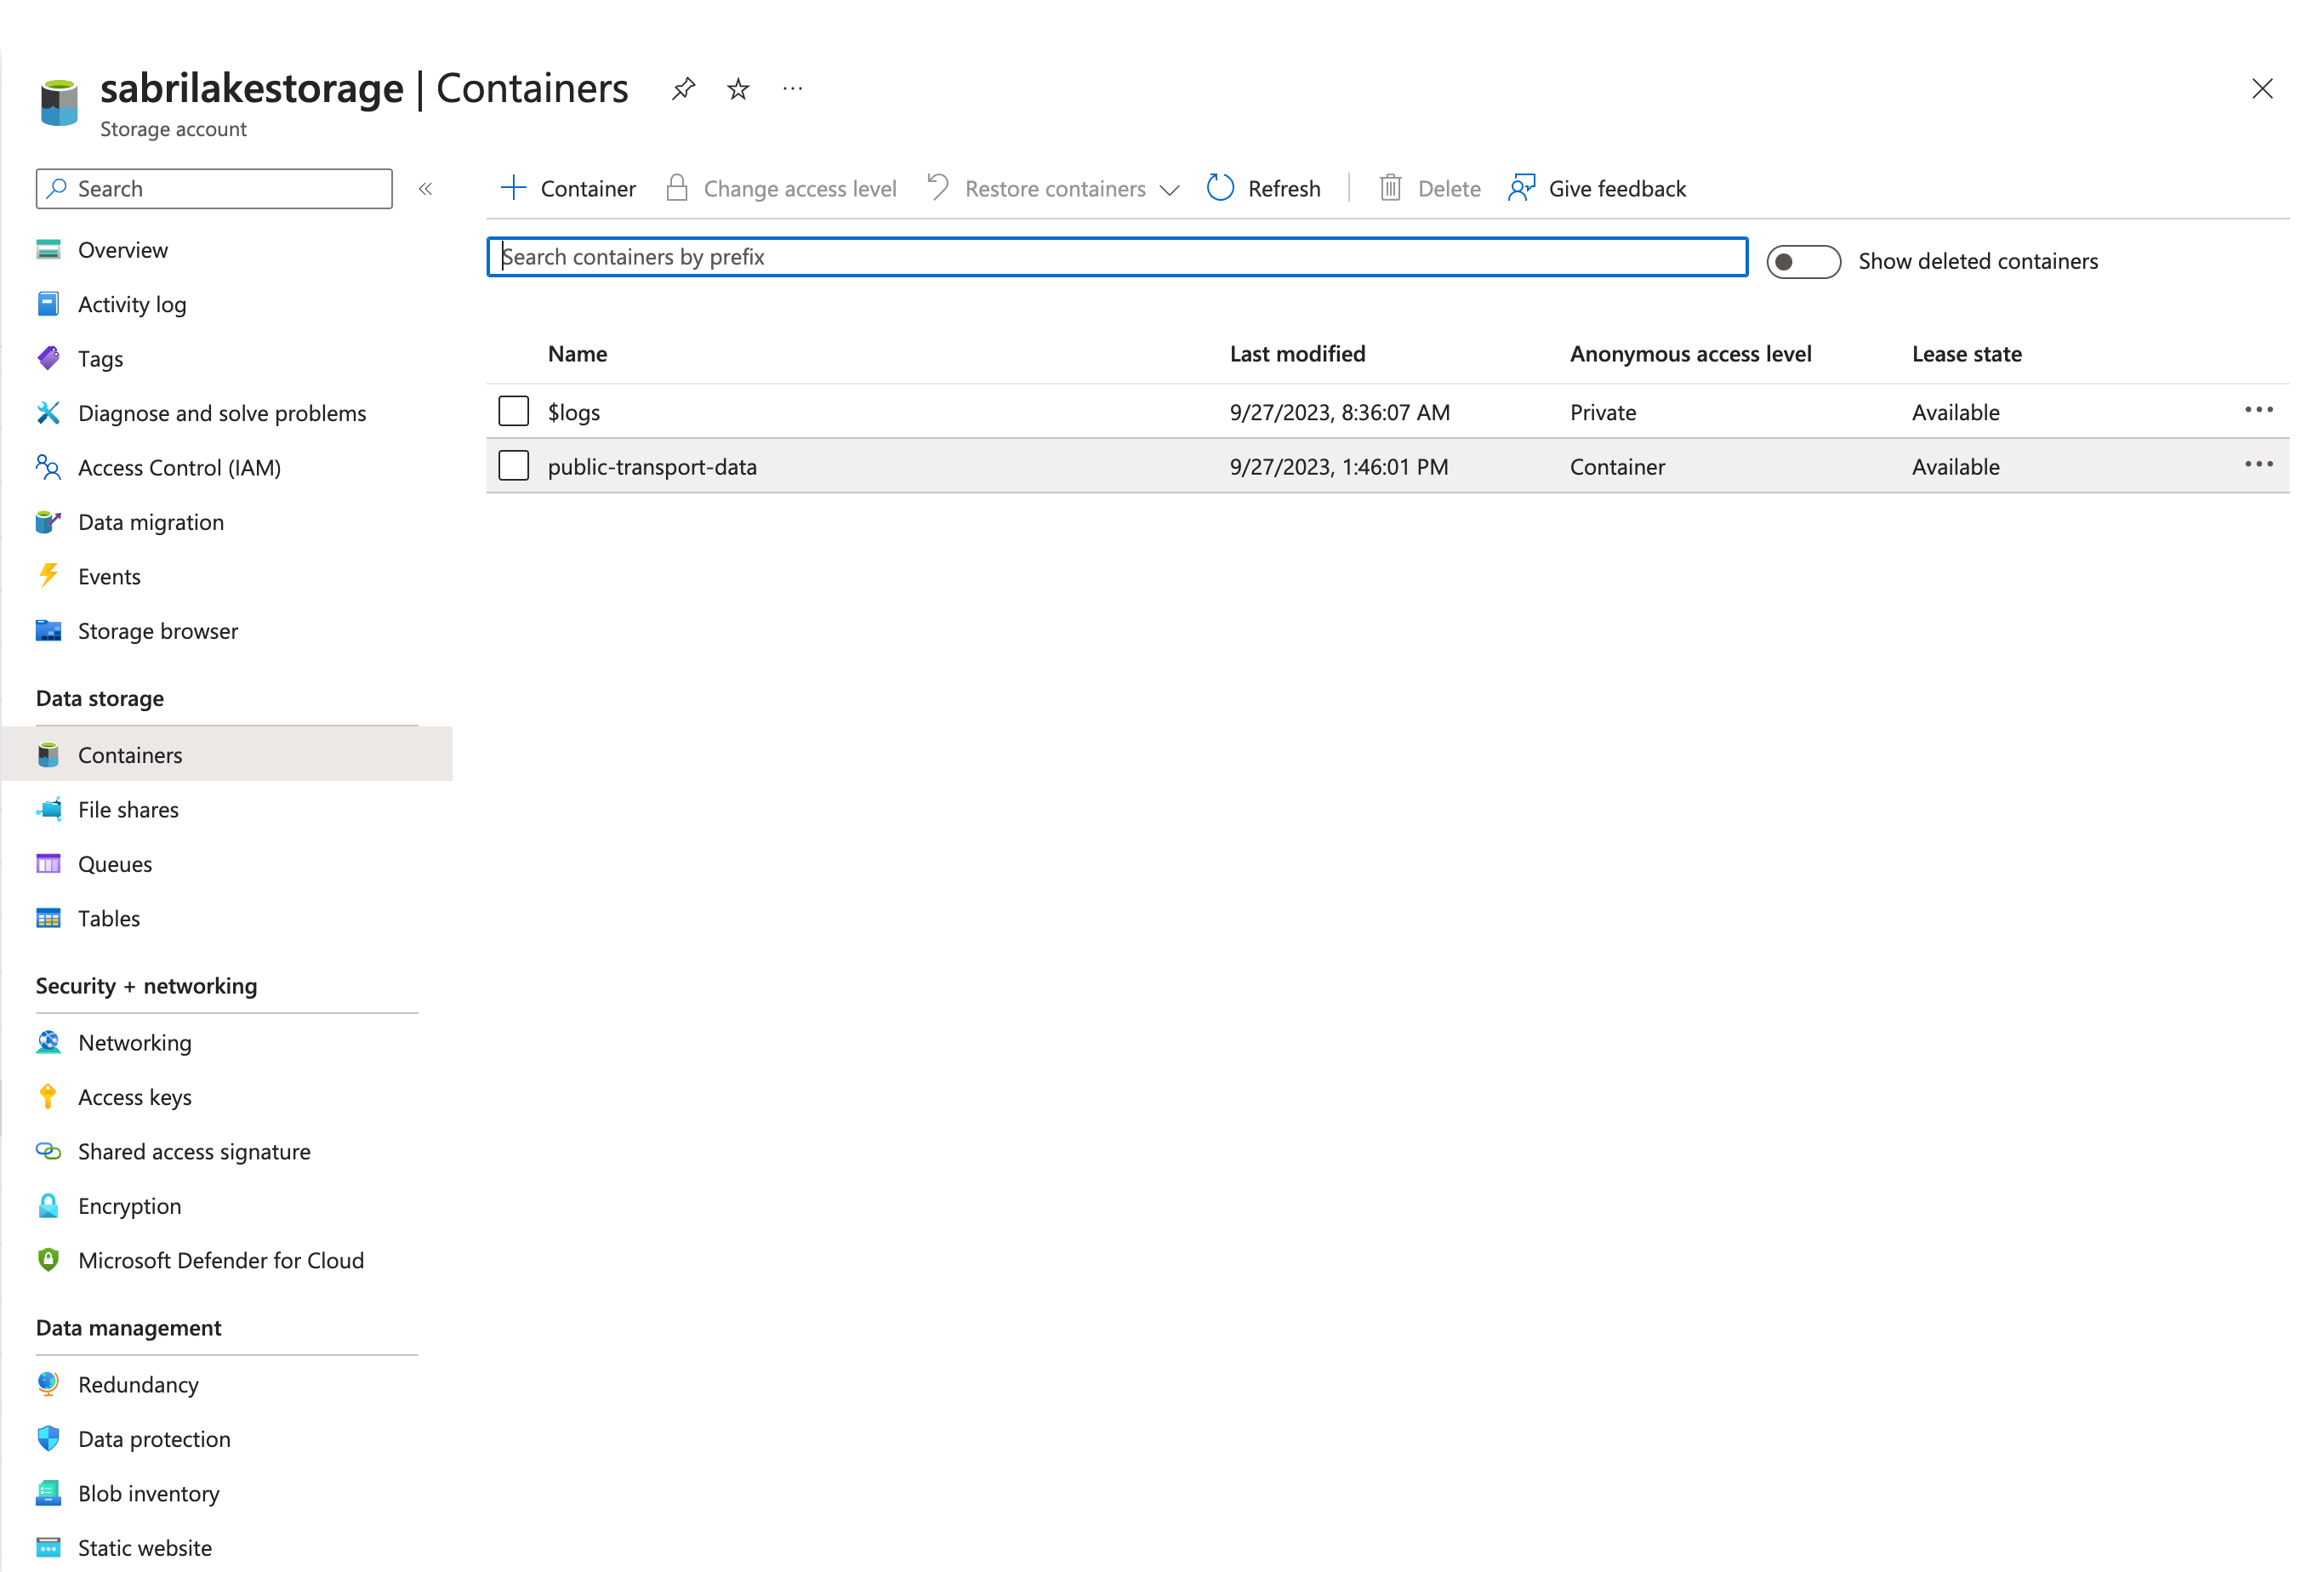 sabrilakestorage | Containers
Storage account
Search
Container
Change access level
Restore containers
Refresh
Delete
Give feedback
Search containers by prefix
Show deleted containers
Name Last modified Anonymous access level Lease state
$logs 9/27/2023, 8:36:07 AM Private Available
public-transport-data 9/27/2023, 1:46:01 PM Container Available
Overview
Activity log
Tags
Diagnose and solve problems
Access Control (IAM)
Data migration
Events
Storage browser
Data storage
Containers
File shares
Queues
Tables
Security + networking
Networking
Access keys
Shared access signature
Encryption
Microsoft Defender for Cloud
Data management
Redundancy
Data protection
Blob inventory
Static website